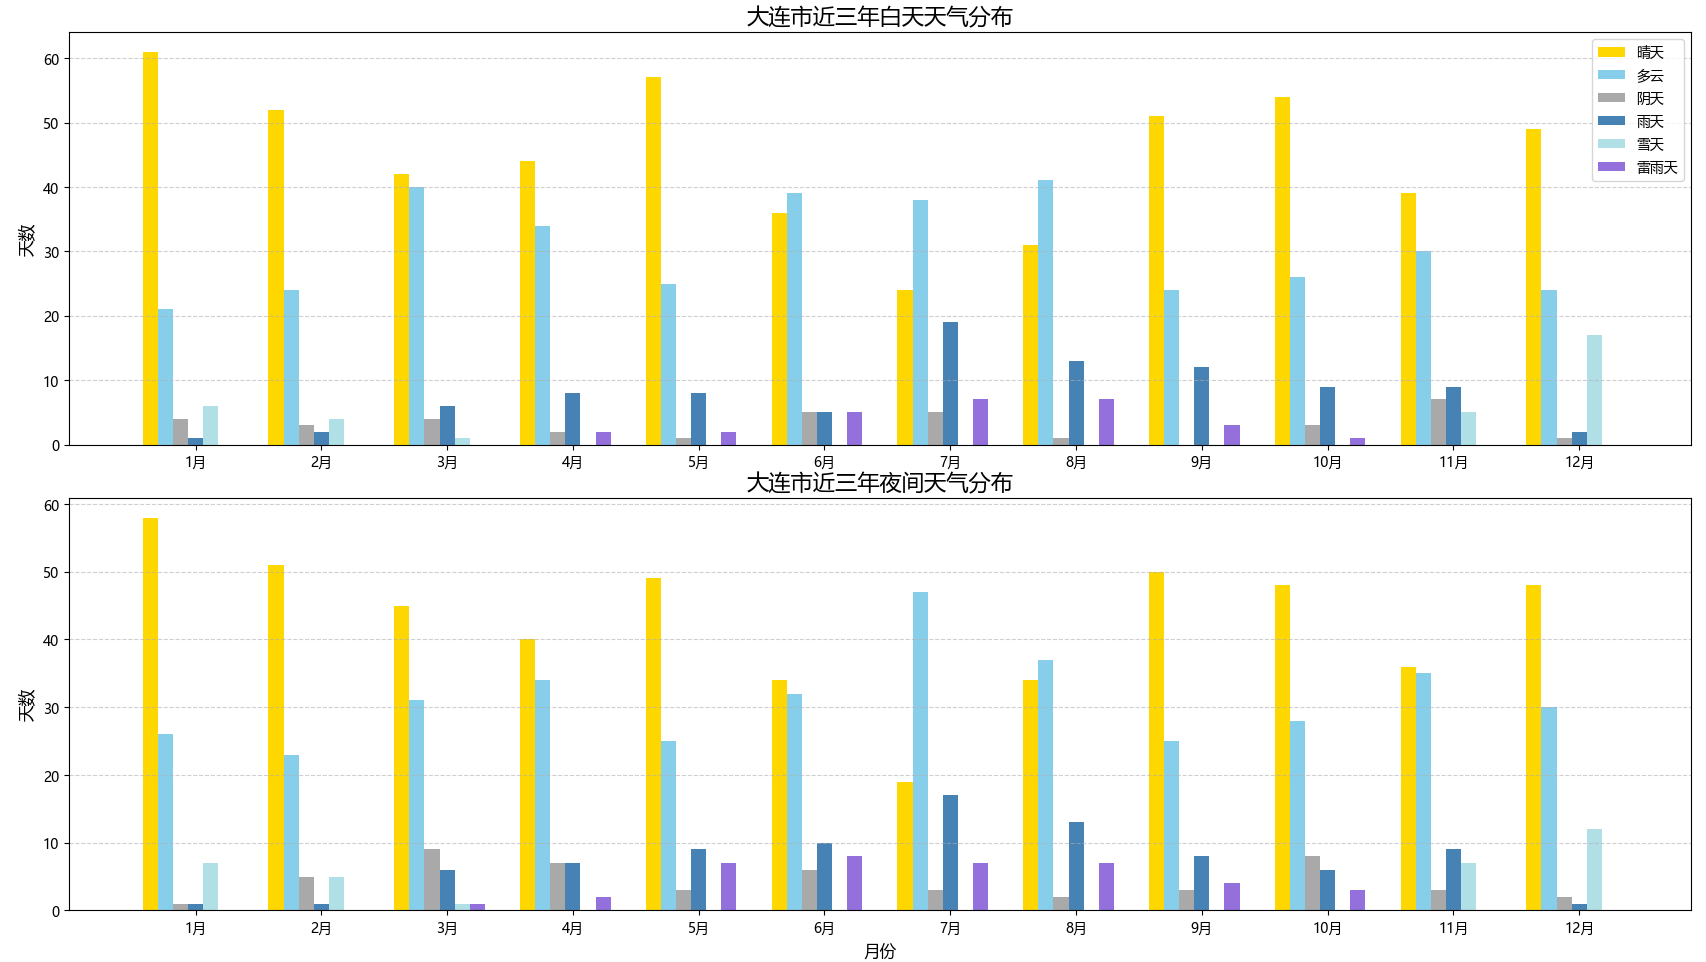 大连市近三年白天天气分布
天数
60
50
40
30
20
10
0
晴天
多云
阴天
雨天
雪天
雷雨天
1月 2月 3月 4月 5月 6月 7月 8月 9月 10月 11月 12月
大连市近三年夜间天气分布
天数
60
50
40
30
20
10
0
1月 2月 3月 4月 5月 6月 7月 8月 9月 10月 11月 12月
月份